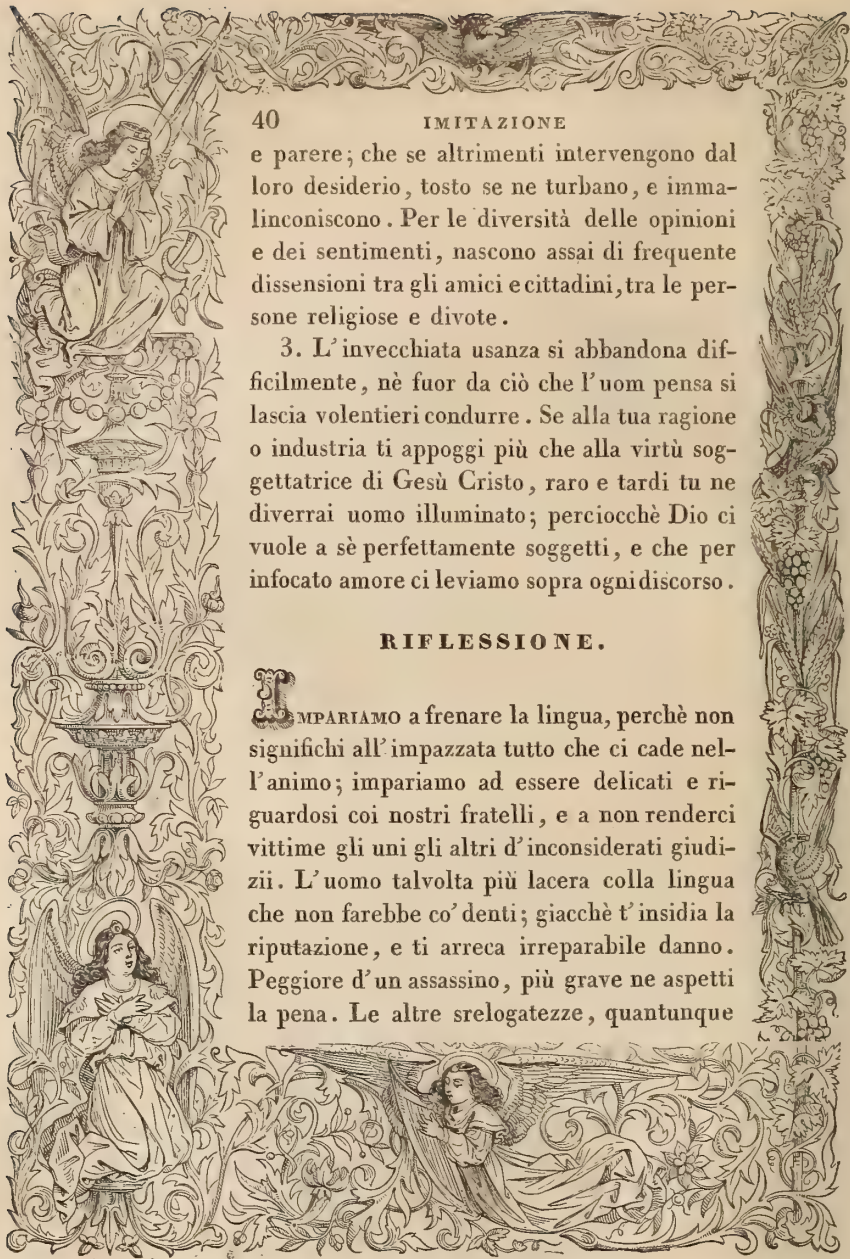 40 IMITAZIONE
e parere; che se altrimenti intervengono dal
loro desiderio, tosto se ne turbano, e imma-
linconiscono. Per le diversità delle opinioni
e dei sentimenti, nascono assai di frequente
dissensioni tra gli amici e cittadini, tra le per-
sone religiose e divote.
3. L'invecchiata usanza si abbandona dif-
ficilmente, nè fuor da ciò che l'uom pensa si
lascia volentieri condurre. Se alla tua ragione
o industria ti appoggi più che alla virtù sog-
gettatrice di Gesù Cristo, raro e tardi tu ne
diverrai uomo illuminato; perciocchè Dio ci
vuole a sè perfettamente soggetti, e che per
infocato amore ci leviamo sopra ogni discorso.
RIFLESSIONE.
IMPARIAMO a frenare la lingua, perchè non
significhi all'impazzata tutto che ci cade nel-
l'animo; impariamo ad essere delicati e ri-
guardosi coi nostri fratelli, e a non renderci
vittime gli uni gli altri d'inconsiderati giudi-
zii. L'uomo talvolta più lacera colla lingua
che non farebbe co' denti; giacchè t'insidia la
riputazione, e ti arreca irreparabile danno.
Peggiore d'un assassino, più grave ne aspetti
la pena. Le altre srelogatezze, quantunque